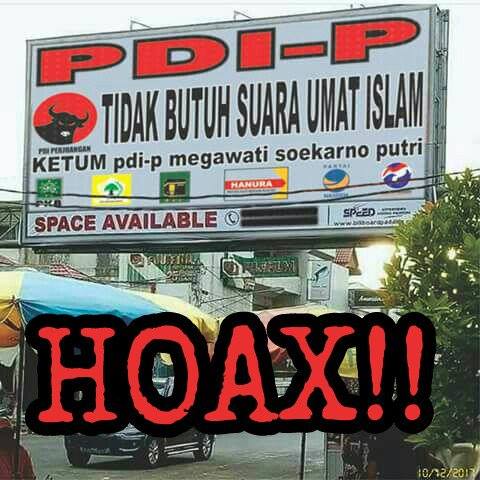 PDI-P
TIDAK BUTUH SUARA UMAT ISLAM
PDI PERJUANGAN
KETUM pdi-p megawati soekarno putri
PKB
HANURA
PARTAI
SPACE AVAILABLE
SPEED
HOAX!!
10/12/2017